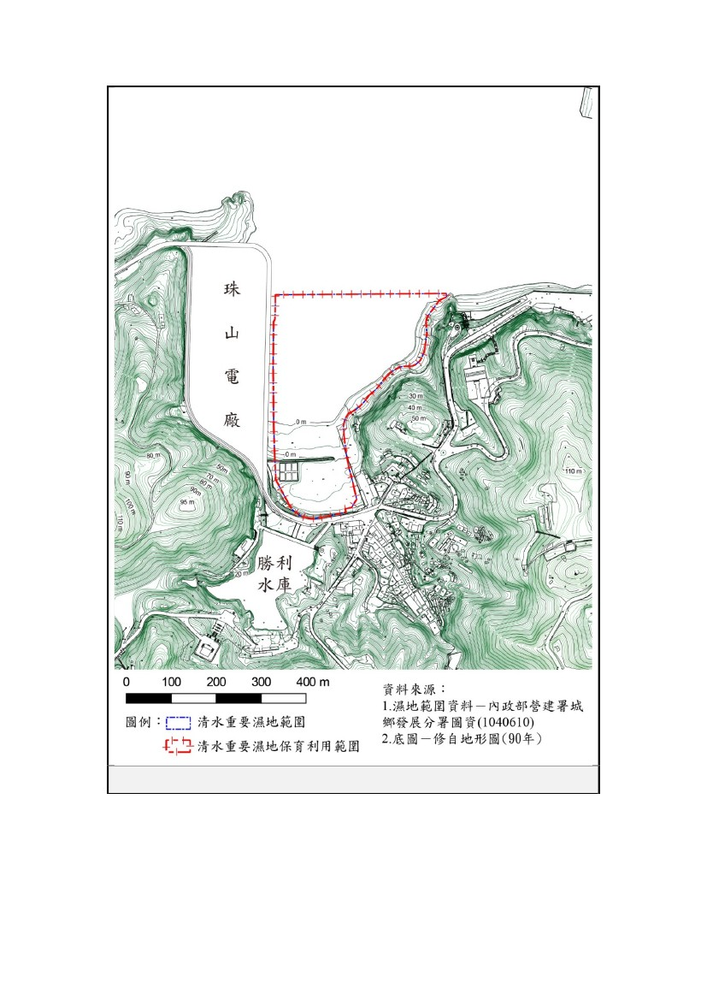 珠
山
電
廠
0 m
0 m
30 m
40 m
50 m
80 m
90 m
100 m
110 m
50m
70 m
80 m
90m
95 m
110 m
20 m
勝利
水庫
0 100 200 300 400 m
圖例：
清水重要濕地範圍
清水重要濕地保育利用範圍
資料來源：
1.濕地範圍資料－內政部營建署城
鄉發展分署圖資(1040610)
2.底圖－修自地形圖(90年)